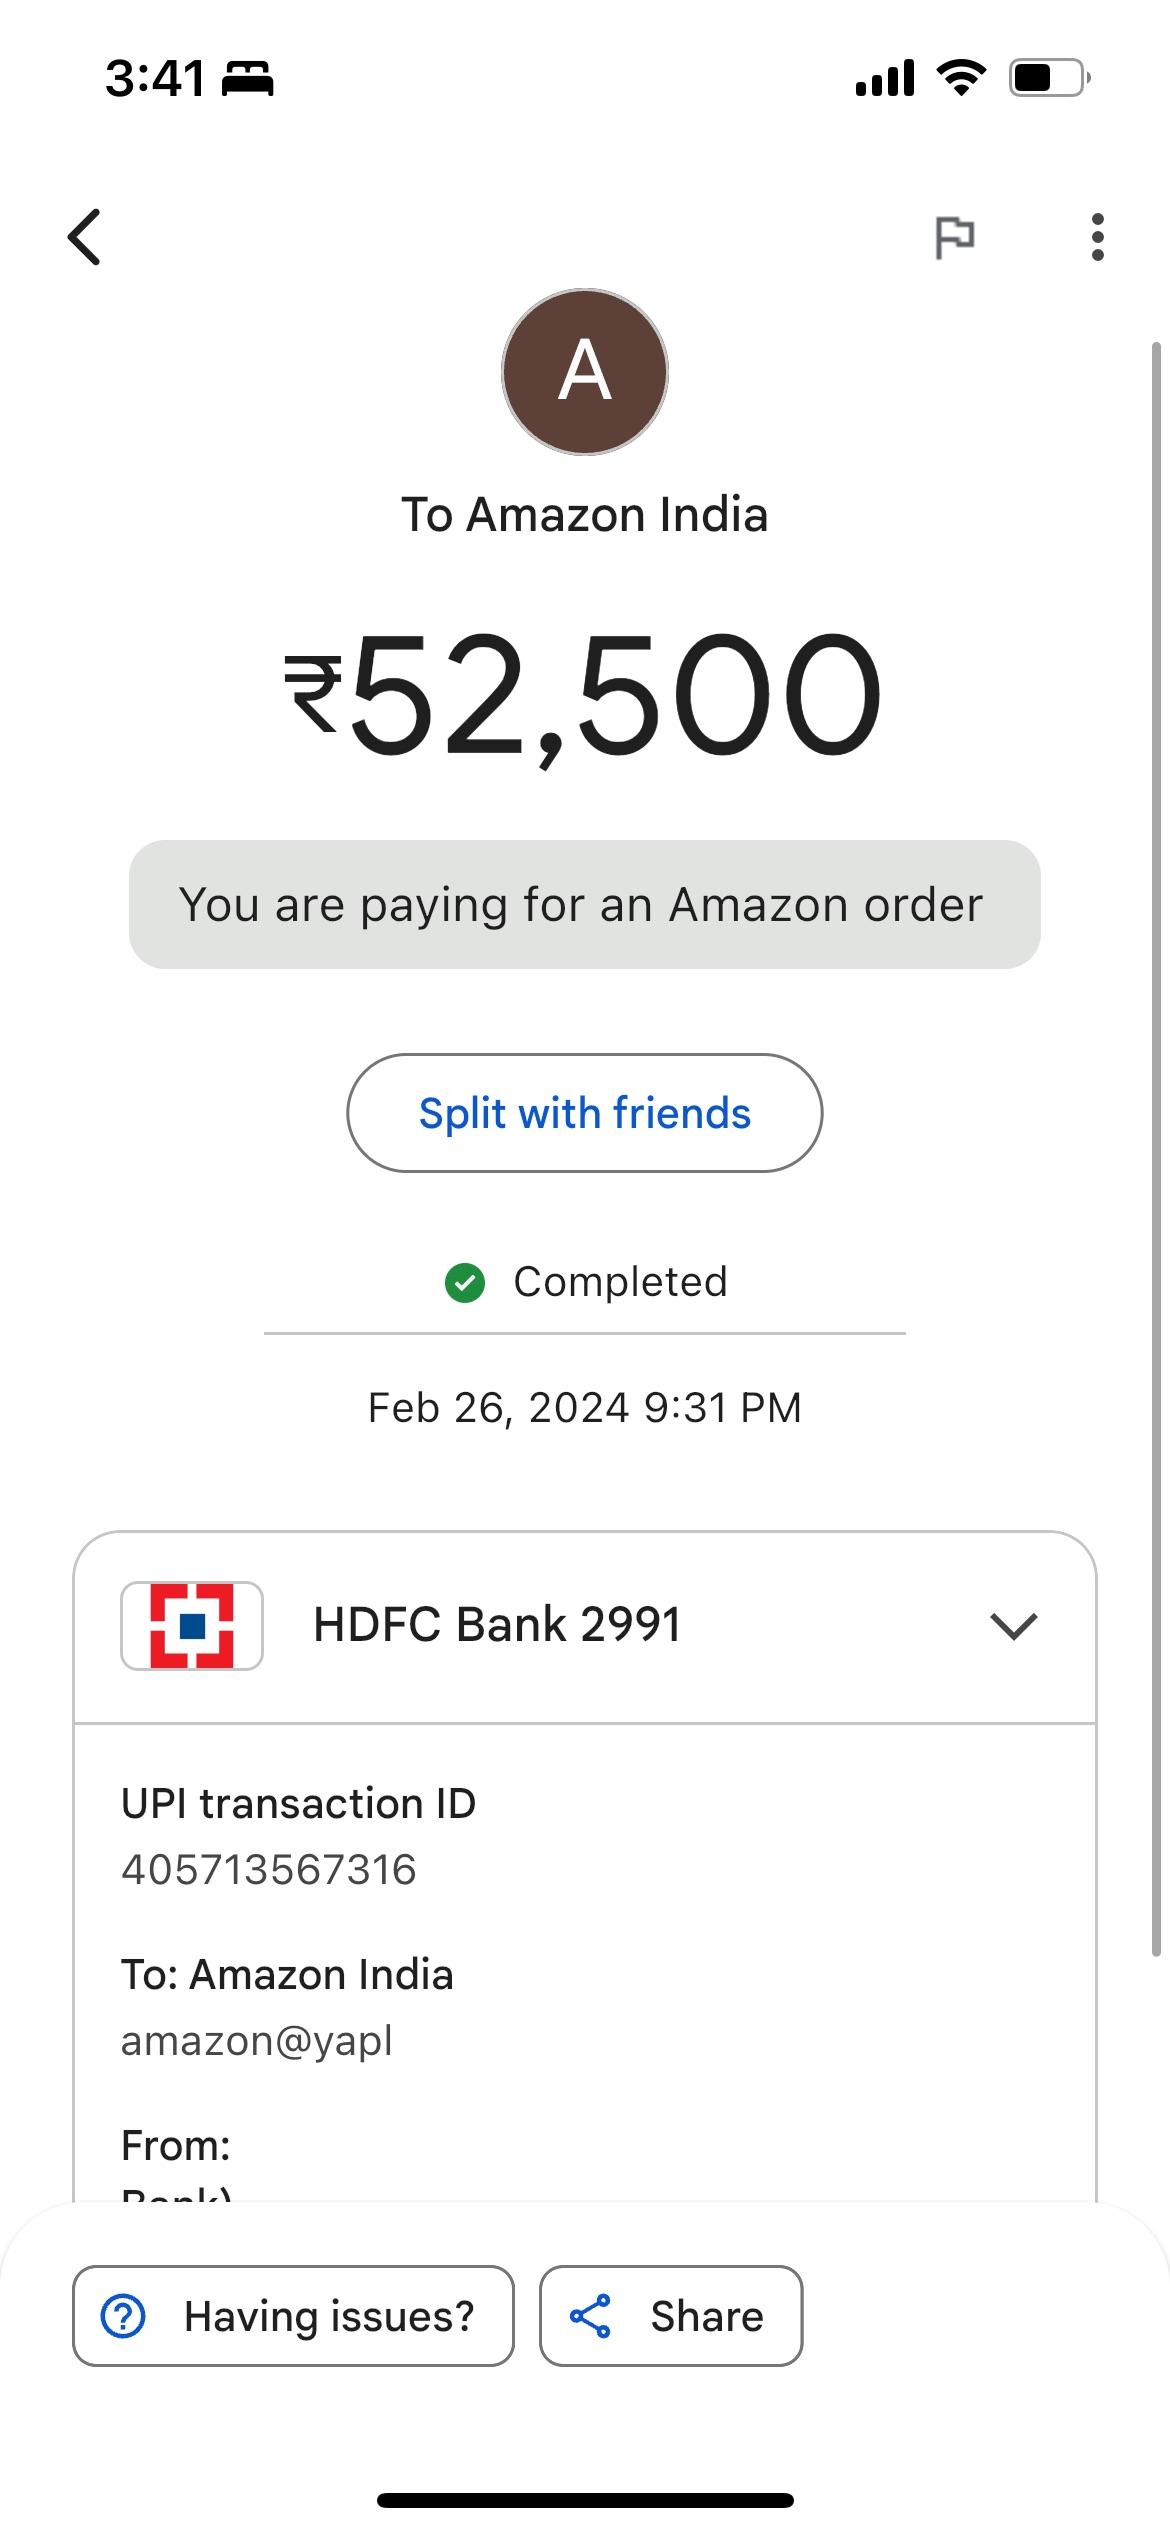 3:41
A
To Amazon India
₹52,500
You are paying for an Amazon order
Split with friends
Completed
Feb 26, 2024 9:31 PM
HDFC Bank 2991
UPI transaction ID
405713567316
To: Amazon India
amazon@yapl
From:
Bank)
Having issues?
Share